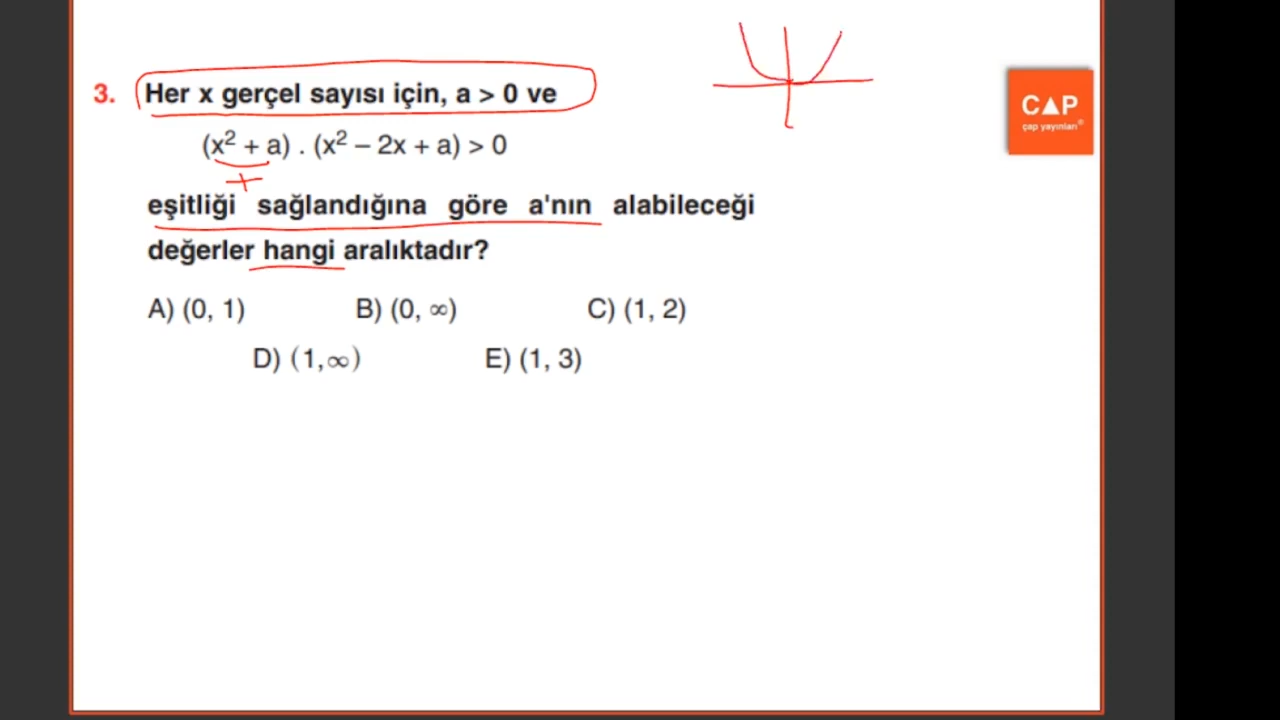 3. Her x gerçel sayısı için, a > 0 ve
(x² + a) . (x² – 2x + a) > 0
+
eşitliği sağlandığına göre a'nın alabileceği
değerler hangi aralıktadır?
A) (0, 1) B) (0, ∞) C) (1, 2)
D) (1,∞) E) (1, 3)
C▲P
çap yayınları®